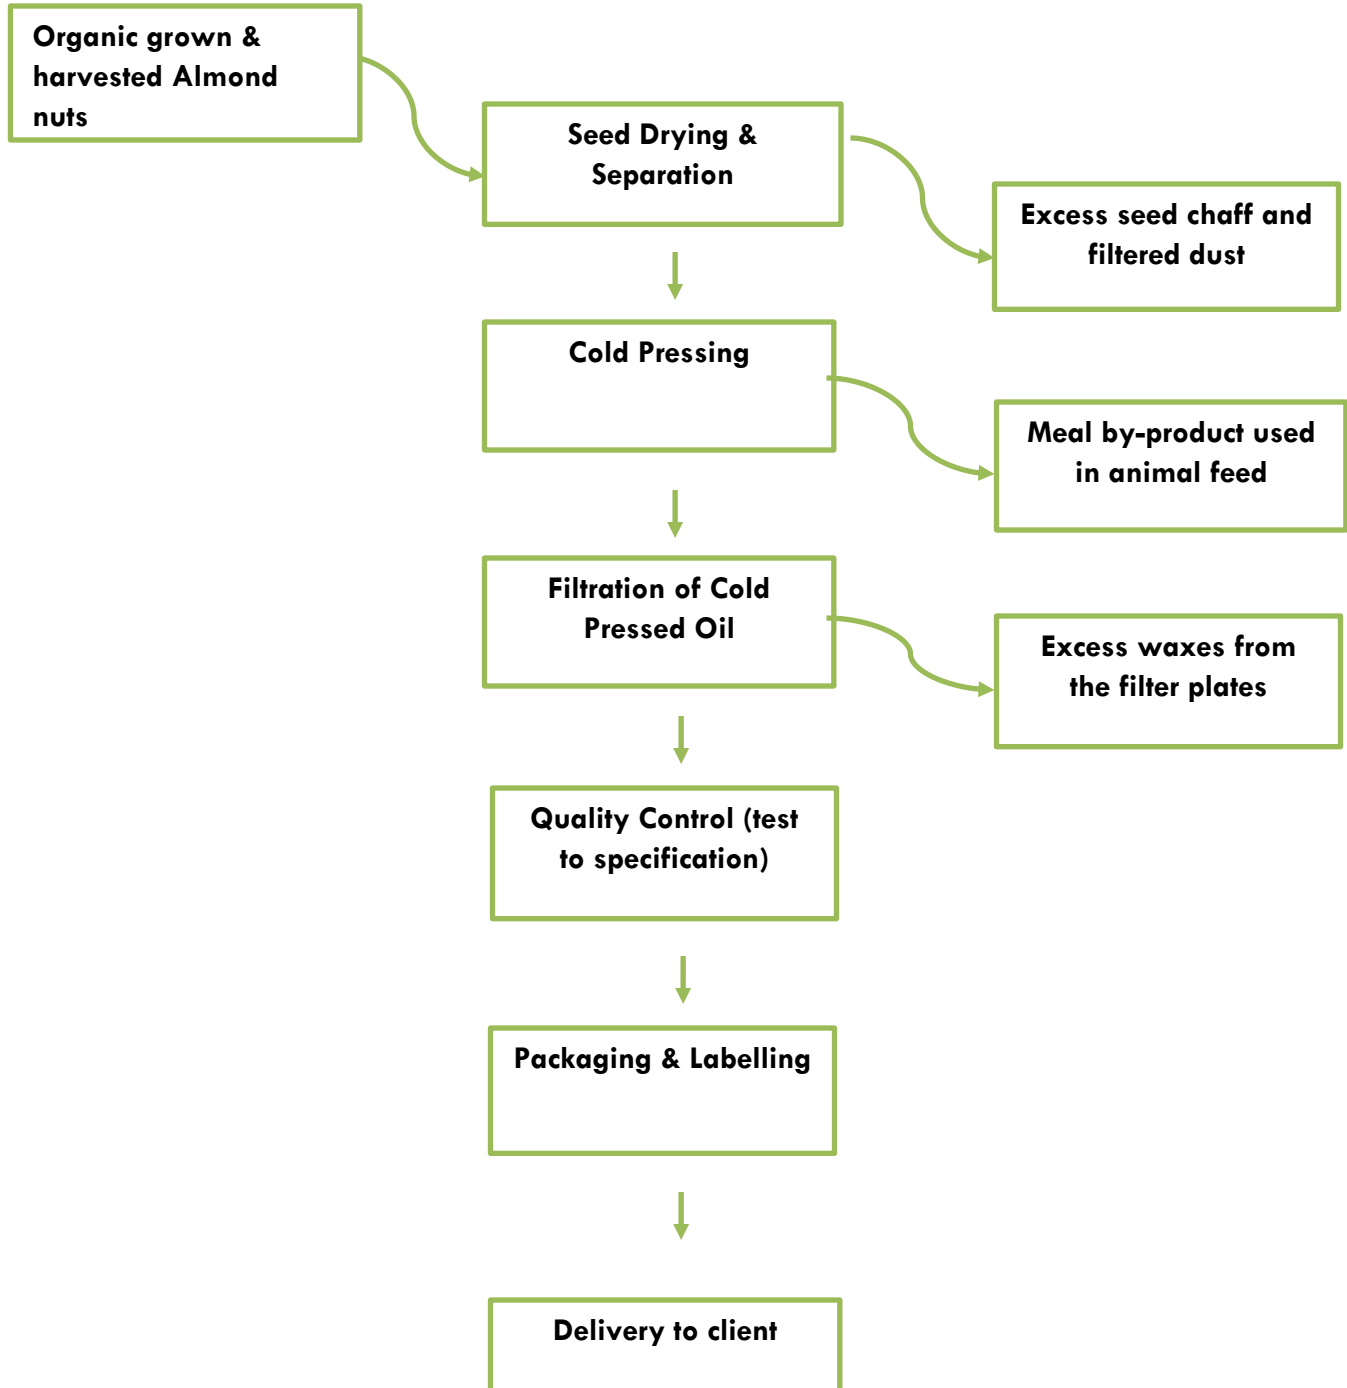 Organic grown &
harvested Almond
nuts
Seed Drying &
Separation
Excess seed chaff and
filtered dust
Cold Pressing
Meal by-product used
in animal feed
Filtration of Cold
Pressed Oil
Excess waxes from
the filter plates
Quality Control (test
to specification)
Packaging & Labelling
Delivery to client